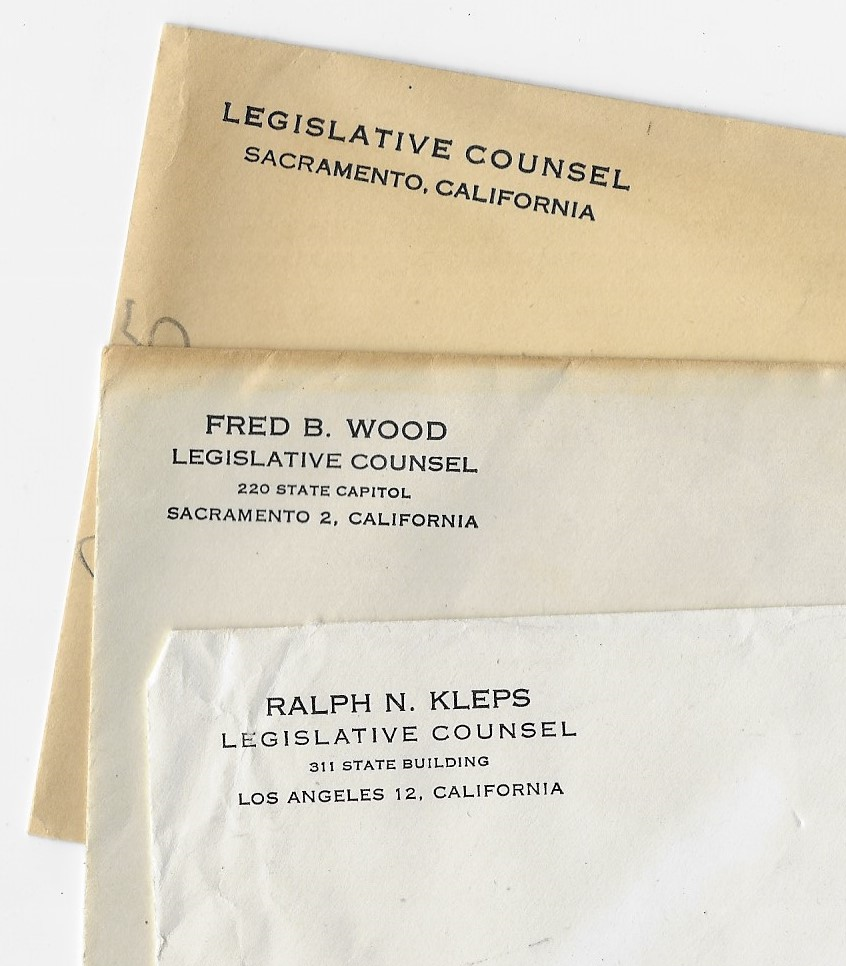 LEGISLATIVE COUNSEL
SACRAMENTO, CALIFORNIA
FRED B. WOOD
LEGISLATIVE COUNSEL
220 STATE CAPITOL
SACRAMENTO 2, CALIFORNIA
RALPH N. KLEPS
LEGISLATIVE COUNSEL
311 STATE BUILDING
LOS ANGELES 12, CALIFORNIA